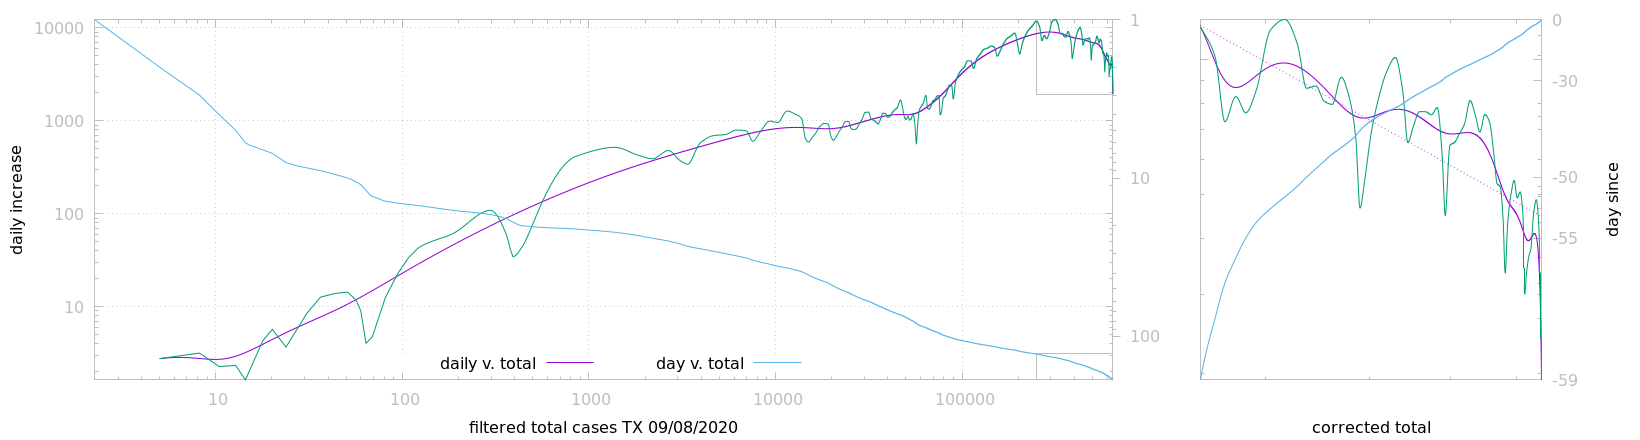 daily increase
10000
1000
100
10
10
100
1000
10000
100000
1
10
100
daily v. total
day v. total
filtered total cases TX 09/08/2020
0
-30
-50
-55
-59
day since
corrected total